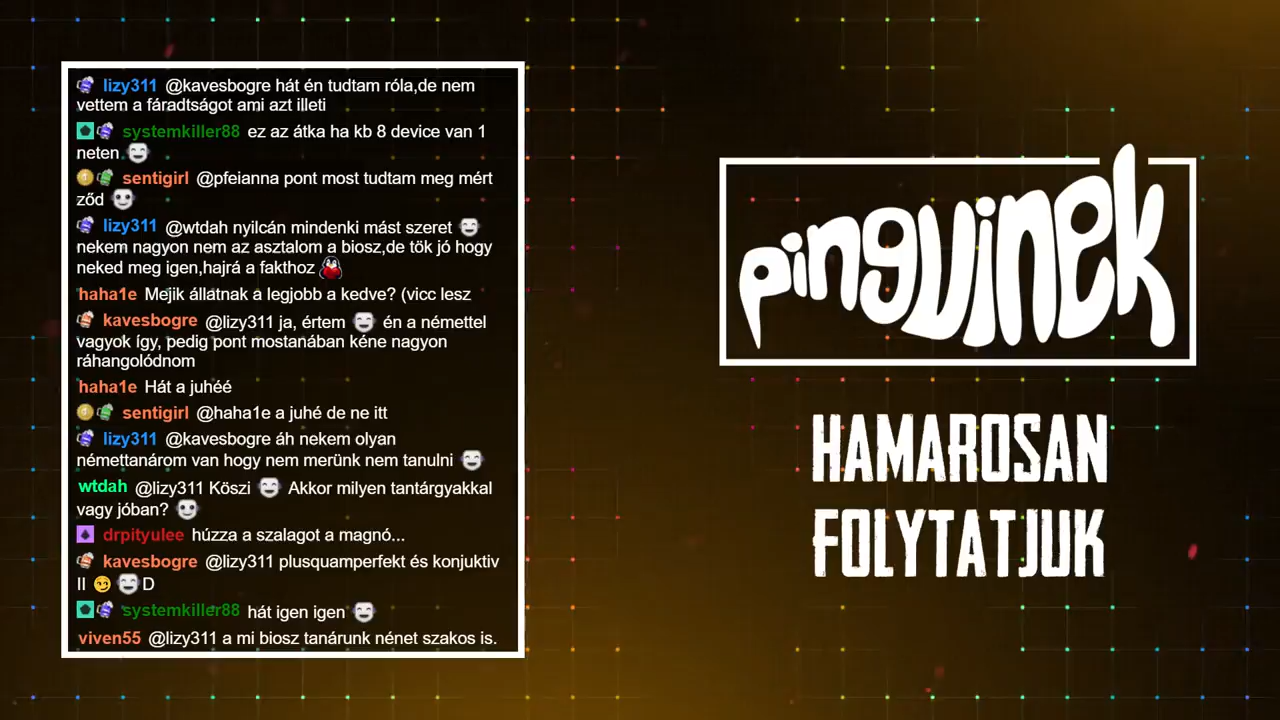 lizy311 @kavesbogre hát én tudtam róla,de nem
vettem a fáradtságot ami azt illeti
systemkiller88 ez az átka ha kb 8 device van 1
neten
sentigirl @pfeianna pont most tudtam meg mért
ződ
lizy311 @wtdah nyilcán mindenki mást szeret
nekem nagyon nem az asztalom a biosz,de tök jó hogy
neked meg igen,hajrá a fakthoz
haha1e Mejik állatnak a legjobb a kedve? (vicc lesz
kavesbogre @lizy311 ja, értem én a némettel
vagyok így, pedig pont mostanában kéne nagyon
ráhangolódnom
haha1e Hát a juhéé
sentigirl @haha1e a juhé de ne itt
lizy311 @kavesbogre áh nekem olyan
némettanárom van hogy nem merünk nem tanulni
wtdah @lizy311 Köszi Akkor milyen tantárgyakkal
vagy jóban?
drpityulee húzza a szalagot a magnó...
kavesbogre @lizy311 plusquamperfekt és konjuktiv
II D
systemkiller88 hát igen igen
viven55 @lizy311 a mi biosz tanárunk nénet szakos is.
pingvinek
HAMAROSAN
FOLYTATJUK